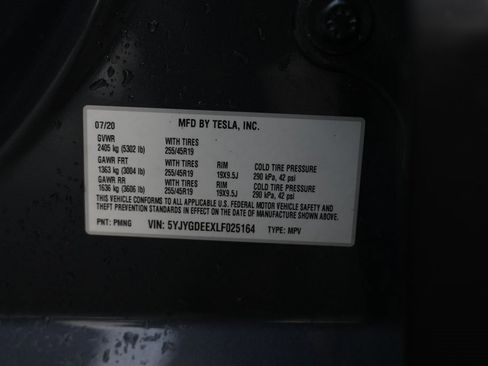 07/20 MFD BY TESLA, INC.
GVWR WITH TIRES
2405 kg (5302 lb) 255/45R19
GAWR FRT WITH TIRES RIM COLD TIRE PRESSURE
1363 kg (3004 lb) 255/45R19 19X9.5J 290 kPa, 42 psi
GAWR RR WITH TIRES RIM COLD TIRE PRESSURE
1636 kg (3606 lb) 255/45R19 19X9.5J 290 kPa, 42 psi
THIS VEHICLE CONFORMS TO ALL APPLICABLE U.S. FEDERAL MOTOR VEHICLE SAFETY AND
THEFT PREVENTION STANDARDS IN EFFECT ON THE DATE OF MANUFACTURE SHOWN ABOVE.
PNT: PMNG VIN: 5YJYGDEEXLF025164 TYPE: MPV